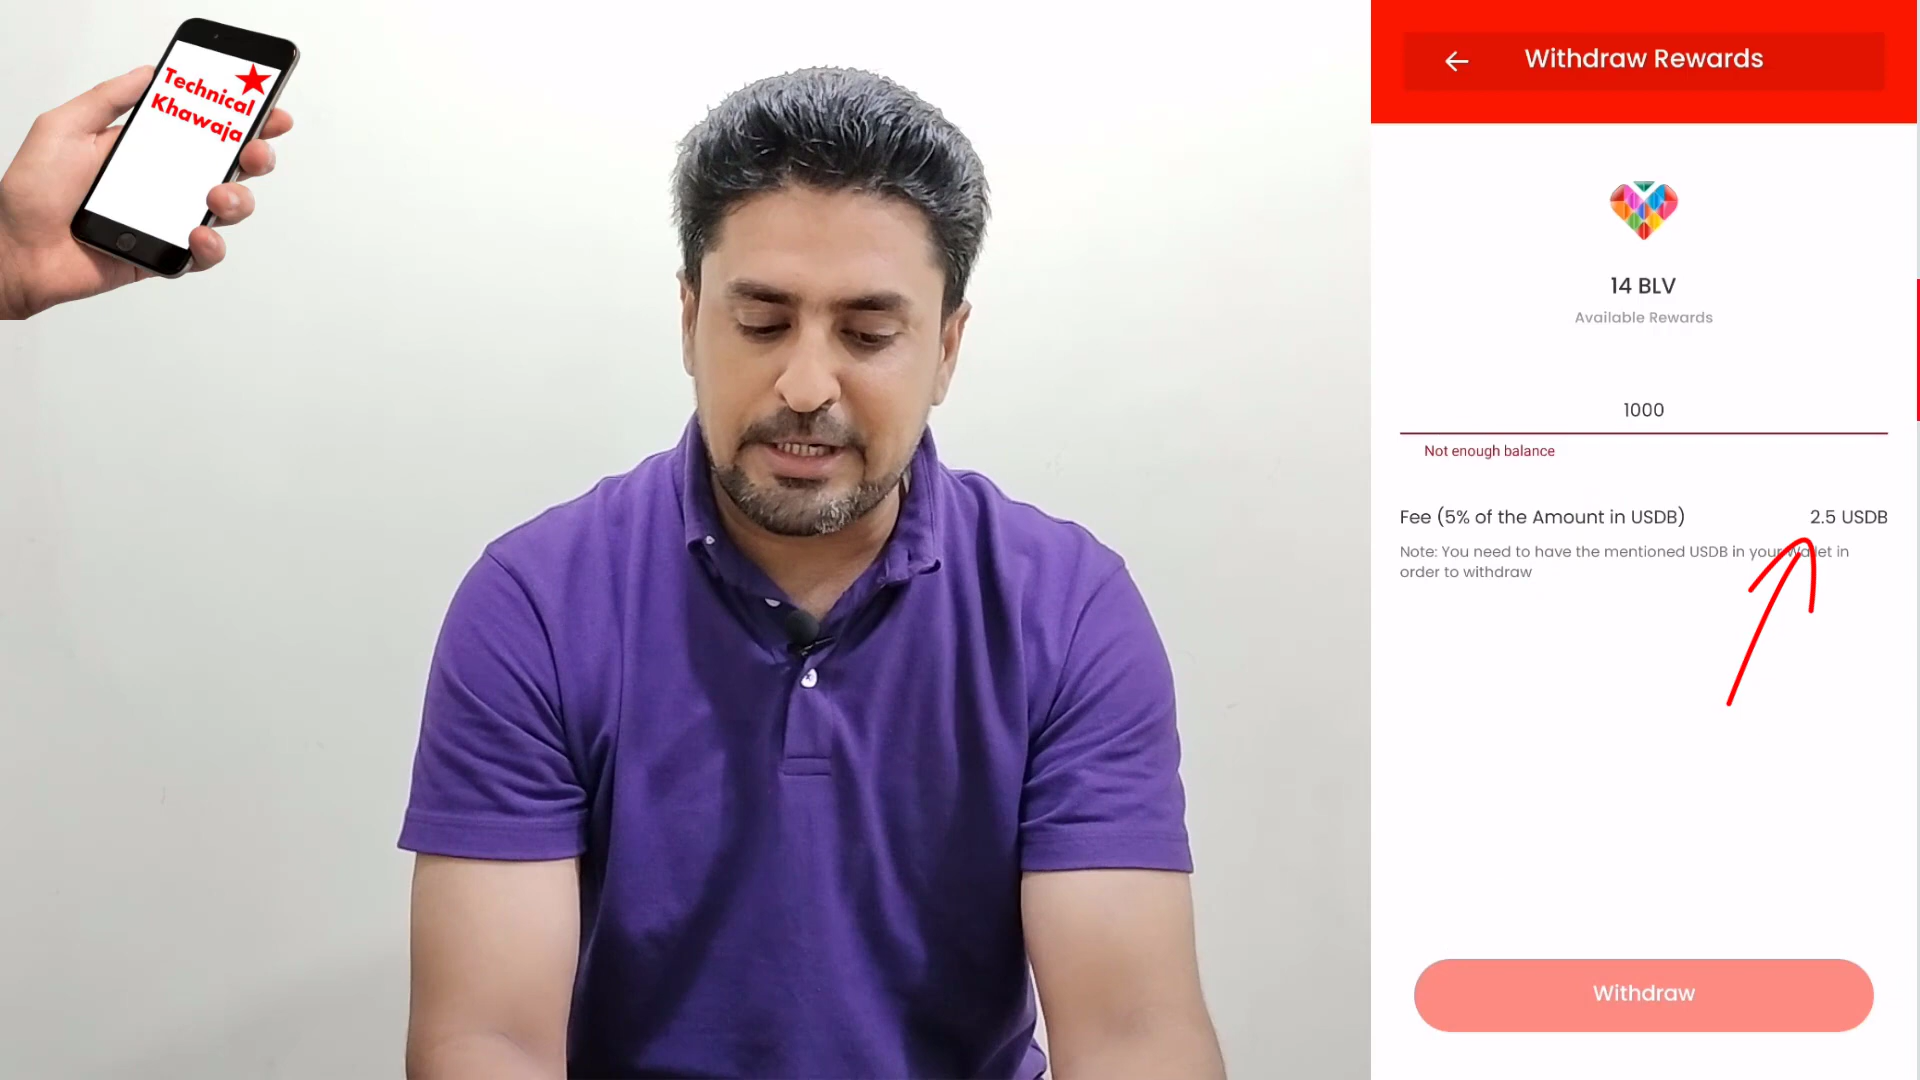 Technical
Khawaja
Withdraw Rewards
14 BLV
Available Rewards
1000
Not enough balance
Fee (5% of the Amount in USDB) 2.5 USDB
Note: You need to have the mentioned USDB in your Wallet in
order to withdraw
Withdraw